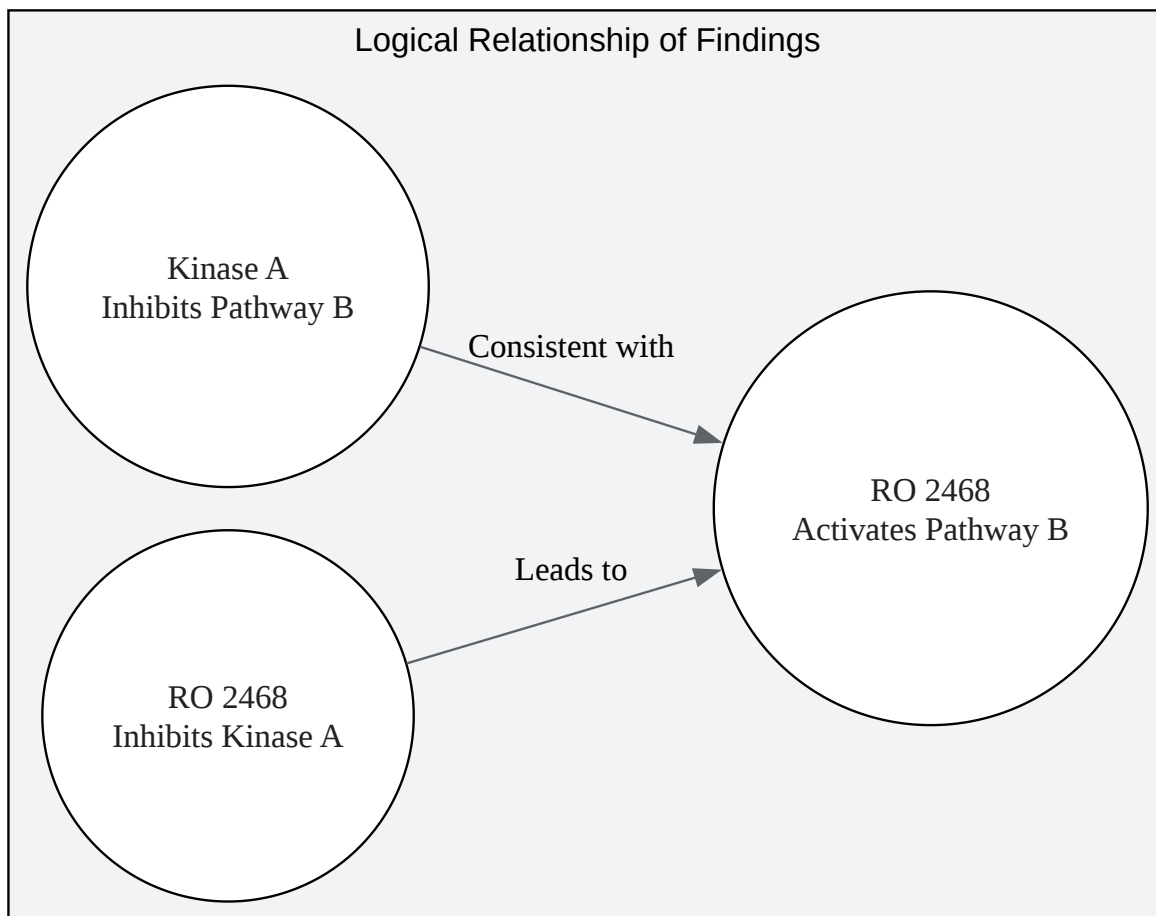 Logical Relationship of Findings
Kinase A
Inhibits Pathway B
Consistent with
RO 2468
Activates Pathway B
Leads to
RO 2468
Inhibits Kinase A